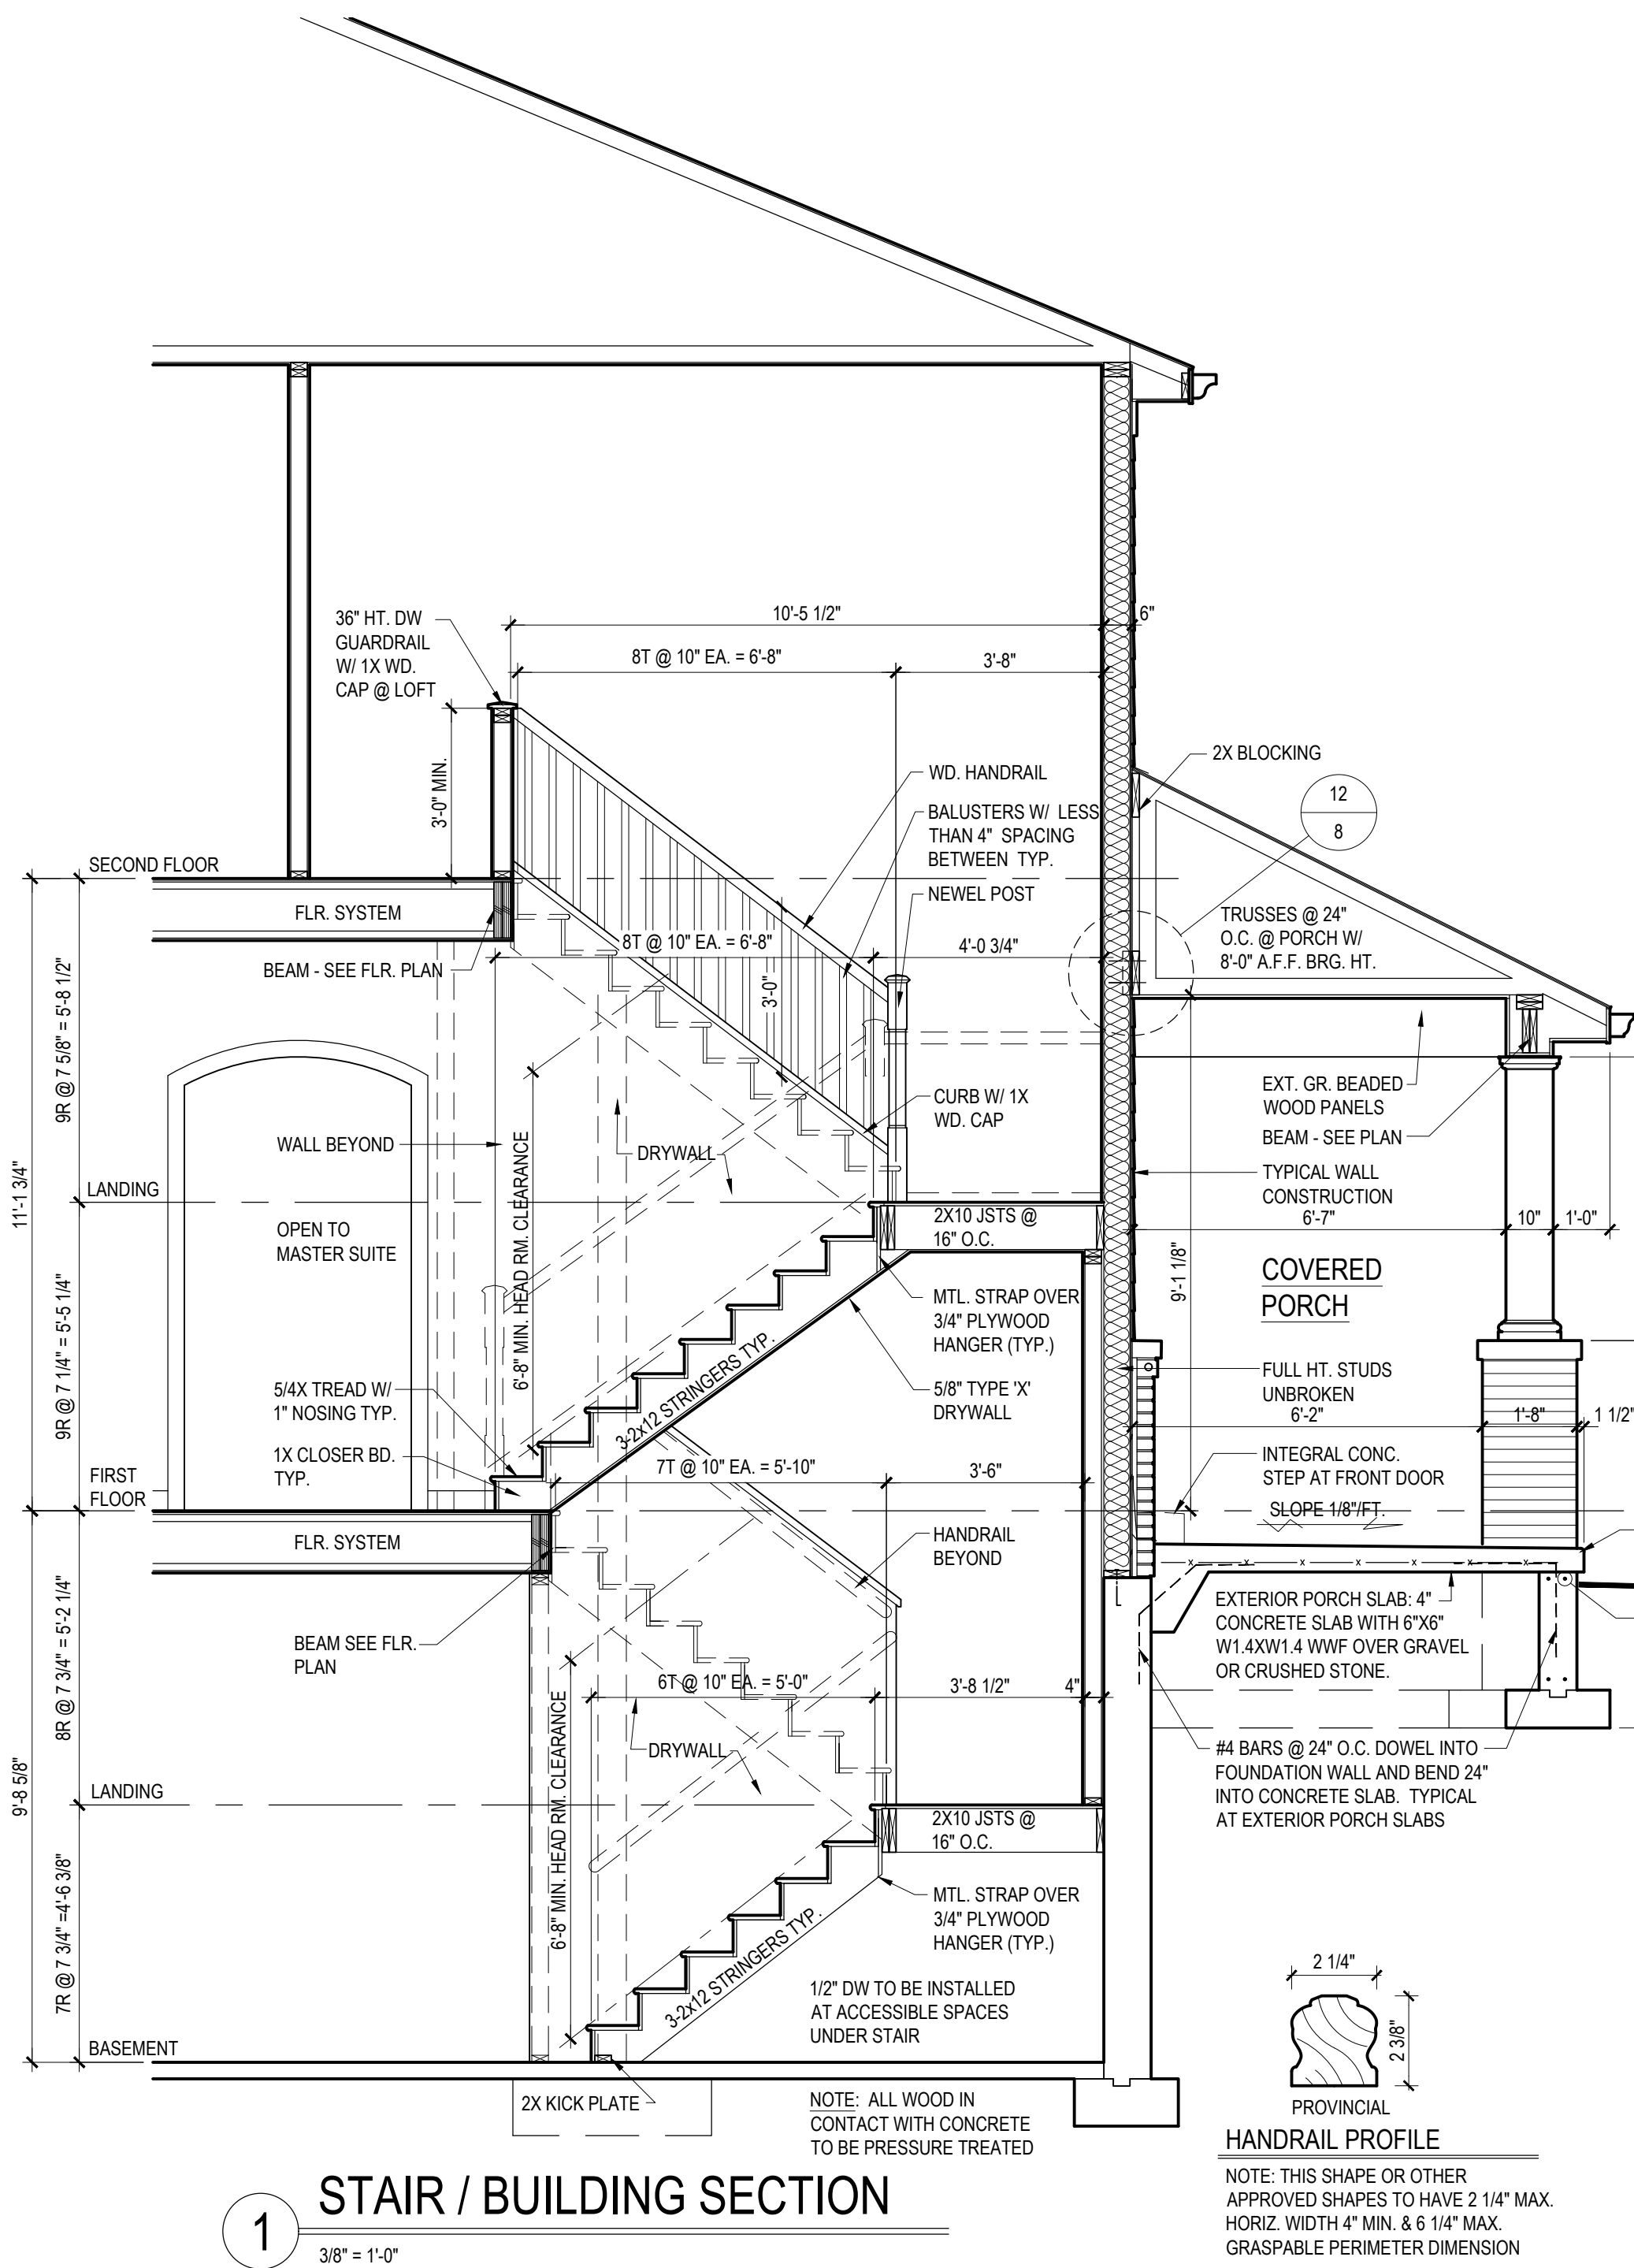 10'-5 1/2"
6"
36" HT. DW
GUARDRAIL
W/ 1X WD.
CAP @ LOFT
8T @ 10" EA. = 6'-8"
3'-8"
3'-0" MIN.
WD. HANDRAIL
BALUSTERS W/ LESS
THAN 4" SPACING
BETWEEN TYP.
NEWEL POST
2X BLOCKING
12
8
SECOND FLOOR
FLR. SYSTEM
BEAM - SEE FLR. PLAN
8T @ 10" EA. = 6'-8"
4'-0 3/4"
3'-0"
TRUSSES @ 24"
O.C. @ PORCH W/
8'-0" A.F.F. BRG. HT.
9R @ 7 5/8" = 5'-8 1/2"
11'-1 3/4"
WALL BEYOND
DRYWALL
CURB W/ 1X
WD. CAP
EXT. GR. BEADED
WOOD PANELS
BEAM - SEE PLAN
TYPICAL WALL
CONSTRUCTION
6'-7"
10"
1'-0"
LANDING
OPEN TO
MASTER SUITE
6'-8" MIN. HEAD RM. CLEARANCE
2X10 JSTS @
16" O.C.
9'-1 1/8"
COVERED
PORCH
9R @ 7 1/4" = 5'-5 1/4"
MTL. STRAP OVER
3/4" PLYWOOD
HANGER (TYP.)
3-2x12 STRINGERS TYP.
5/8" TYPE 'X'
DRYWALL
FULL HT. STUDS
UNBROKEN
6'-2"
1'-8"
1 1/2"
5/4X TREAD W/
1" NOSING TYP.
1X CLOSER BD.
TYP.
7T @ 10" EA. = 5'-10"
3'-6"
INTEGRAL CONC.
STEP AT FRONT DOOR
SLOPE 1/8"/FT.
FIRST
FLOOR
FLR. SYSTEM
HANDRAIL
BEYOND
BEAM SEE FLR.
PLAN
8R @ 7 3/4" = 5'-2 1/4"
9'-8 5/8"
EXTERIOR PORCH SLAB: 4"
CONCRETE SLAB WITH 6"X6"
W1.4XW1.4 WWF OVER GRAVEL
OR CRUSHED STONE.
6T @ 10" EA. = 5'-0"
3'-8 1/2"
4"
6'-8" MIN. HEAD RM. CLEARANCE
DRYWALL
#4 BARS @ 24" O.C. DOWEL INTO
FOUNDATION WALL AND BEND 24"
INTO CONCRETE SLAB. TYPICAL
AT EXTERIOR PORCH SLABS
LANDING
2X10 JSTS @
16" O.C.
7R @ 7 3/4" =4'-6 3/8"
MTL. STRAP OVER
3/4" PLYWOOD
HANGER (TYP.)
3-2x12 STRINGERS TYP.
1/2" DW TO BE INSTALLED
AT ACCESSIBLE SPACES
UNDER STAIR
BASEMENT
2X KICK PLATE
NOTE: ALL WOOD IN
CONTACT WITH CONCRETE
TO BE PRESSURE TREATED
2 1/4"
2 3/8"
PROVINCIAL
HANDRAIL PROFILE
NOTE: THIS SHAPE OR OTHER
APPROVED SHAPES TO HAVE 2 1/4" MAX.
HORIZ. WIDTH 4" MIN. & 6 1/4" MAX.
GRASPABLE PERIMETER DIMENSION
1
STAIR / BUILDING SECTION
3/8" = 1'-0"